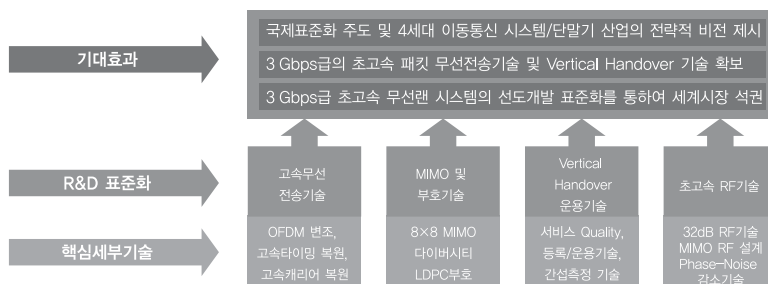 국제표준화 주도 및 4세대 이동통신 시스템/단말기 산업의 전략적 비전 제시
기대효과
3 Gbps급의 초고속 패킷 무선전송기술 및 Vertical Handover 기술 확보
3 Gbps급 초고속 무선랜 시스템의 선도개발 표준화를 통하여 세계시장 석권
R&D 표준화
고속무선
전송기술
MIMO 및
부호기술
Vertical
Handover
운용기술
초고속 RF기술
핵심세부기술
OFDM 변조,
고속타이밍 복원,
고속캐리어 복원
8×8 MIMO
다이버시티
LDPC부호
서비스 Quality,
등록/운용기술,
간섭측정 기술
32dB RF기술
MIMO RF 설계
Phase-Noise
감소기술